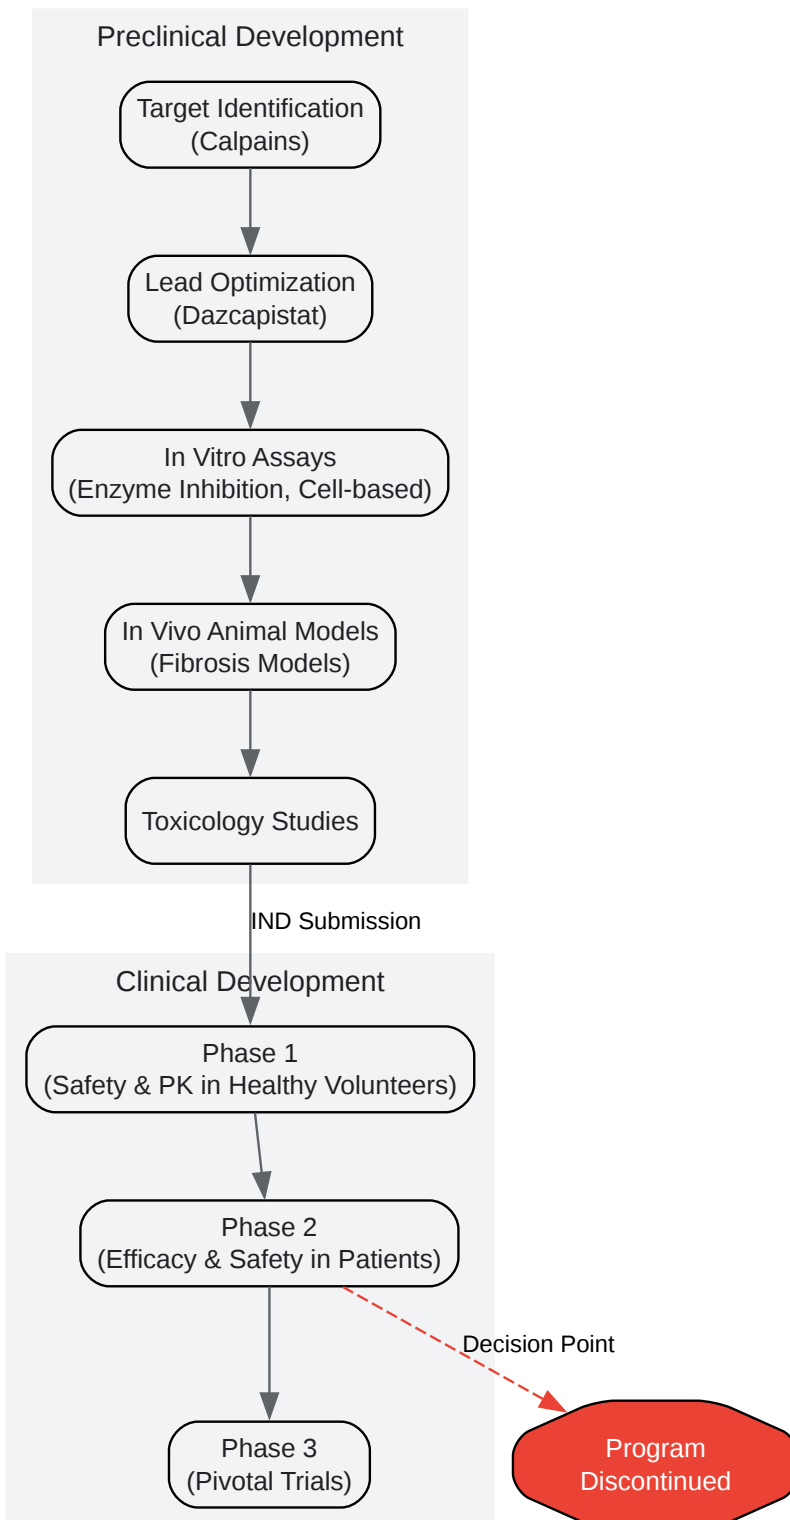 Preclinical Development
Target Identification
(Calpains)
Lead Optimization
(Dazcapistat)
In Vitro Assays
(Enzyme Inhibition, Cell-based)
In Vivo Animal Models
(Fibrosis Models)
Toxicology Studies
IND Submission
Clinical Development
Phase 1
(Safety & PK in Healthy Volunteers)
Phase 2
(Efficacy & Safety in Patients)
Decision Point
Phase 3
(Pivotal Trials)
Program
Discontinued